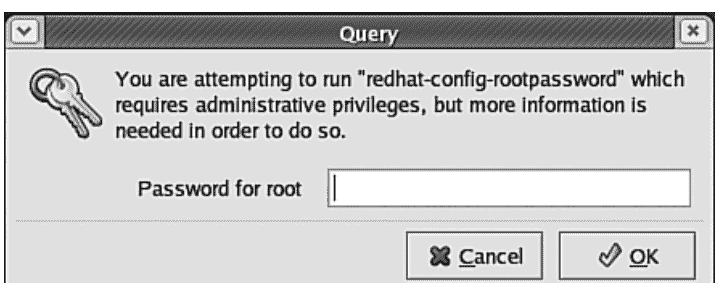 Query
You are attempting to run "redhat-config-rootpassword" which
requires administrative privileges, but more information is
needed in order to do so.
Password for root
Cancel
OK